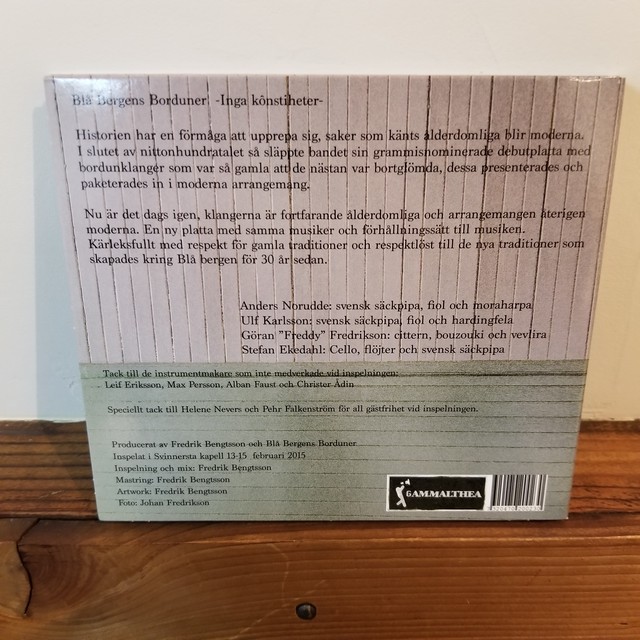 Blå Bergens Borduner -Inga kônstiheter-
Historien har en förmåga att upprepa sig, saker som känts ålderdomliga blir moderna.
I slutet av nittonhundratalet så släppte bandet sin grammisnominerade debutplatta med
bordunklanger som var så gamla att de nästan var bortglömda, dessa presenterades och
paketerades in i moderna arrangemang.
Nu är det dags igen, klangerna är fortfarande ålderdomliga och arrangemangen återigen
moderna. En ny platta med samma musiker och förhållningssätt till musiken.
Kärleksfullt med respekt för gamla traditioner och respektlöst till de nya traditioner som
skapades kring Blå bergen för 30 år sedan.
Anders Norudde: svensk säckpipa, fiol och moraharpa
Ulf Karlsson: svensk säckpipa, fiol och hardingfela
Göran "Freddy" Fredrikson: cittern, bouzouki och vevlira
Stefan Ekedahl: Cello, flöjter och svensk säckpipa
Tack till de instrumentmakare som inte medverkade vid inspelningen:
Leif Eriksson, Max Persson, Alban Faust och Christer Ådin
Speciellt tack till Helene Nevers och Pehr Falkenström för all gästfrihet vid inspelningen.
Producerat av Fredrik Bengtsson och Blå Bergens Borduner
Inspelat i Svinnersta kapell 13-15 februari 2015
Inspelning och mix: Fredrik Bengtsson
Mastring: Fredrik Bengtsson
Artwork: Fredrik Bengtsson
Foto: Johan Fredrikson
GAMMALTHEA